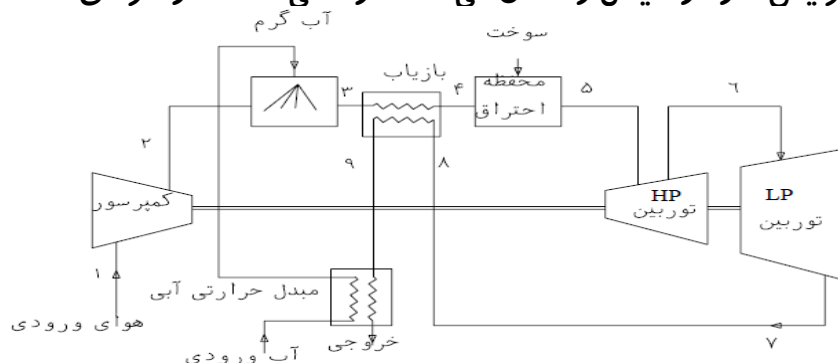 آب گرم
سوخت
بازیاب
محفظه
احتراق
۲
۳
۴
۵
۶
۹
۸
کمپرسور
HP
توربین
LP
توربین
۱
هوای ورودی
مبدل حرارتی آبی
خروجی
آب ورودی
۷